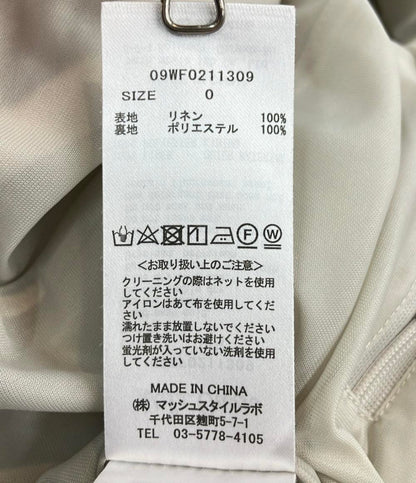 09WF0211309
SIZE 0
表地 リネン 100%
裏地 ポリエステル 100%
<お取り扱い上のご注意>
クリーニングの際はネットを使用
してください
アイロンはあて布を使用してくだ
さい
濡れたまま放置しないでください
つけ置き洗いはお避けください
蛍光剤が入っていない洗剤を使用
してください
MADE IN CHINA
(株) マッシュスタイルラボ
千代田区麹町5-7-1
TEL 03-5778-4105